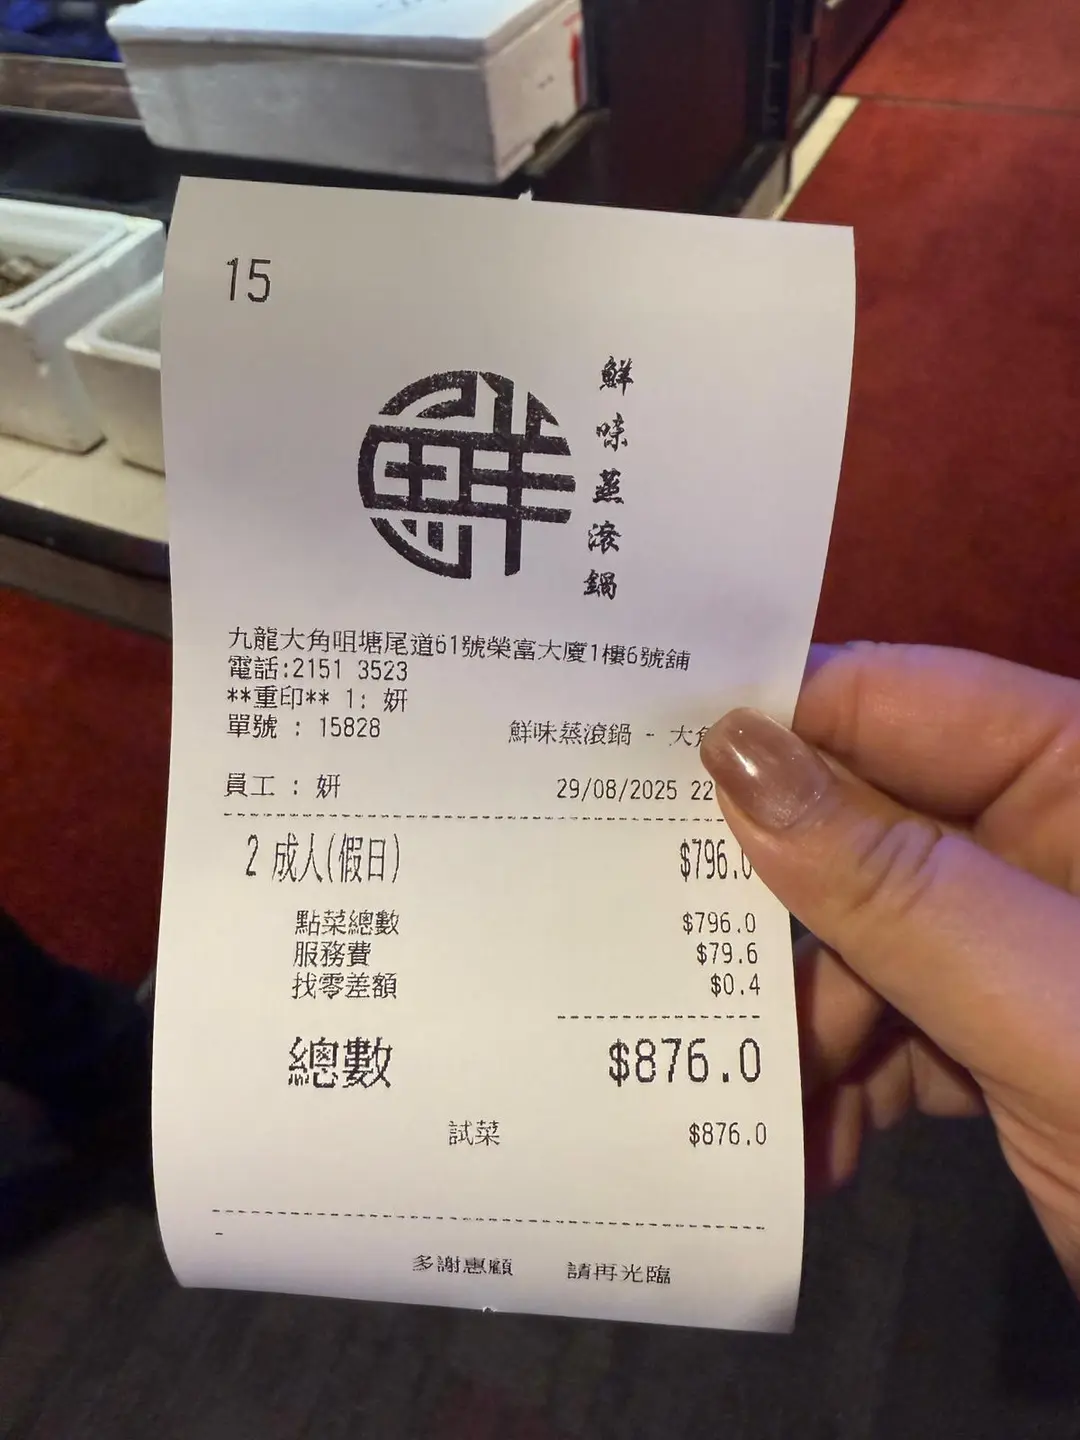 15
鮮
鮮味蒸滾鍋
九龍大角咀塘尾道61號榮富大廈1樓6號舖
電話:2151 3523
**重印** 1: 妍
單號 : 15828 鮮味蒸滾鍋 - 大角
員工 : 妍 29/08/2025 22
2 成人(假日) $796.0
點菜總數 $796.0
服務費 $79.6
找零差額 $0.4
總數 $876.0
試菜 $876.0
-
多謝惠顧 請再光臨